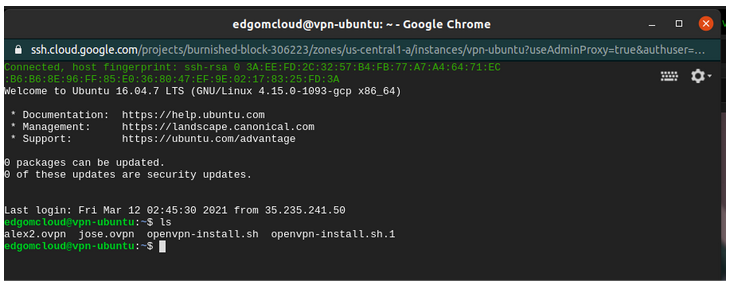 edgomcloud@vpn-ubuntu: ~ - Google Chrome
ssh.cloud.google.com/projects/burnished-block-306223/zones/us-central1-a/instances/vpn-ubuntu?useAdminProxy=true&authuser=...
Connected, host fingerprint: ssh-rsa 0 3A:EE:FD:2C:32:57:B4:FB:77:A7:A4:64:71:EC
:B6:B6:8E:96:FF:85:E0:36:80:47:EF:9E:02:17:83:25:FD:3A
Welcome to Ubuntu 16.04.7 LTS (GNU/Linux 4.15.0-1093-gcp x86_64)
* Documentation:  https://help.ubuntu.com
* Management:     https://landscape.canonical.com
* Support:        https://ubuntu.com/advantage
0 packages can be updated.
0 of these updates are security updates.
Last login: Fri Mar 12 02:45:30 2021 from 35.235.241.50
edgomcloud@vpn-ubuntu:~$ ls
alex2.ovpn  jose.ovpn  openvpn-install.sh  openvpn-install.sh.1
edgomcloud@vpn-ubuntu:~$